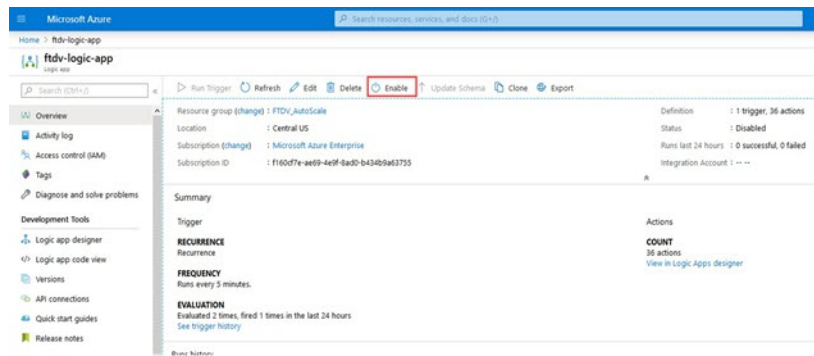 Microsoft Azure
Search resources, services, and docs (G+/)
Home > ftdv-logic-app
ftdv-logic-app
Logic app
Search (Ctrl+/)
«
Run Trigger Refresh Edit Delete Enable Update Schema Clone Export
Overview
Activity log
Access control (IAM)
Tags
Diagnose and solve problems
Development Tools
Logic app designer
Logic app code view
Versions
API connections
Quick start guides
Release notes
Resource group (change) : FTDV_AutoScale
Location : Central US
Subscription (change) : Microsoft Azure Enterprise
Subscription ID : f160cf7e-ae69-4e9f-8ad0-b434b9a63755
Definition : 1 trigger, 36 actions
Status : Disabled
Runs last 24 hours : 0 successful, 0 failed
Integration Account : -- --
Summary
Trigger
RECURRENCE
Recurrence
FREQUENCY
Runs every 5 minutes.
EVALUATION
Evaluated 2 times, fired 1 times in the last 24 hours
See trigger history
Actions
COUNT
36 actions
View in Logic Apps designer
Runs history